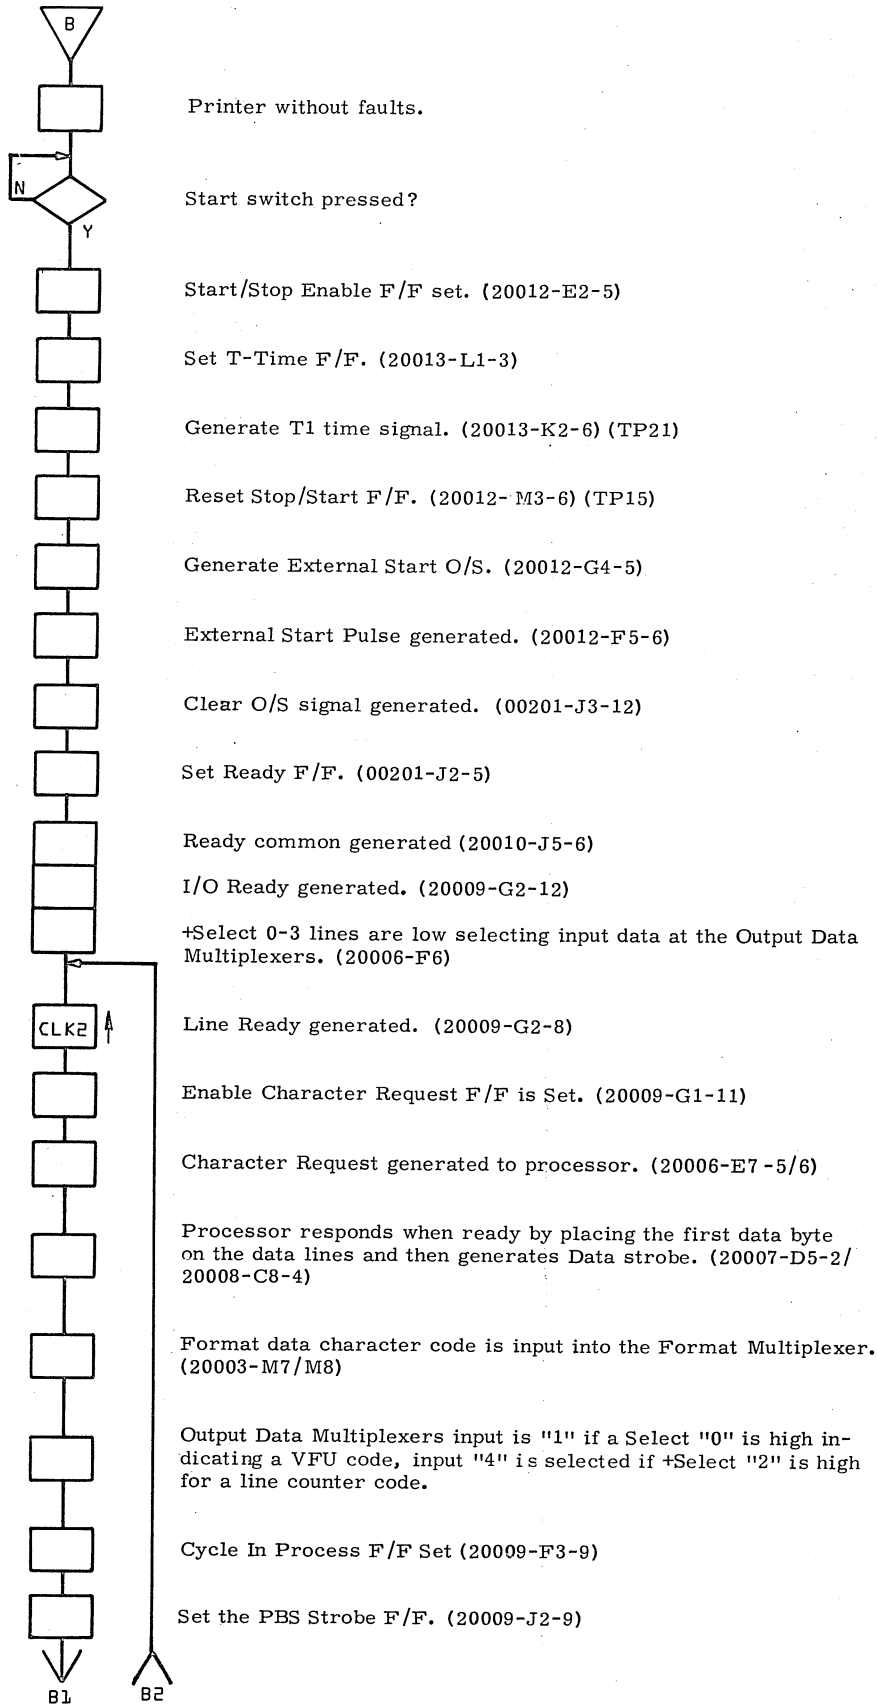 B
Printer without faults.
N
Start switch pressed?
Y
Start/Stop Enable F/F set. (20012-E2-5)
Set T-Time F/F. (20013-L1-3)
Generate T1 time signal. (20013-K2-6) (TP21)
Reset Stop/Start F/F. (20012- M3-6) (TP15)
Generate External Start O/S. (20012-G4-5)
External Start Pulse generated. (20012-F5-6)
Clear O/S signal generated. (00201-J3-12)
Set Ready F/F. (00201-J2-5)
Ready common generated (20010-J5-6)
I/O Ready generated. (20009-G2-12)
+Select 0-3 lines are low selecting input data at the Output Data
Multiplexers. (20006-F6)
CLK2
Line Ready generated. (20009-G2-8)
Enable Character Request F/F is Set. (20009-G1-11)
Character Request generated to processor. (20006-E7-5/6)
Processor responds when ready by placing the first data byte
on the data lines and then generates Data strobe. (20007-D5-2/
20008-C8-4)
Format data character code is input into the Format Multiplexer.
(20003-M7/M8)
Output Data Multiplexers input is "1" if a Select "0" is high in-
dicating a VFU code, input "4" is selected if +Select "2" is high
for a line counter code.
Cycle In Process F/F Set (20009-F3-9)
Set the PBS Strobe F/F. (20009-J2-9)
B1
B2